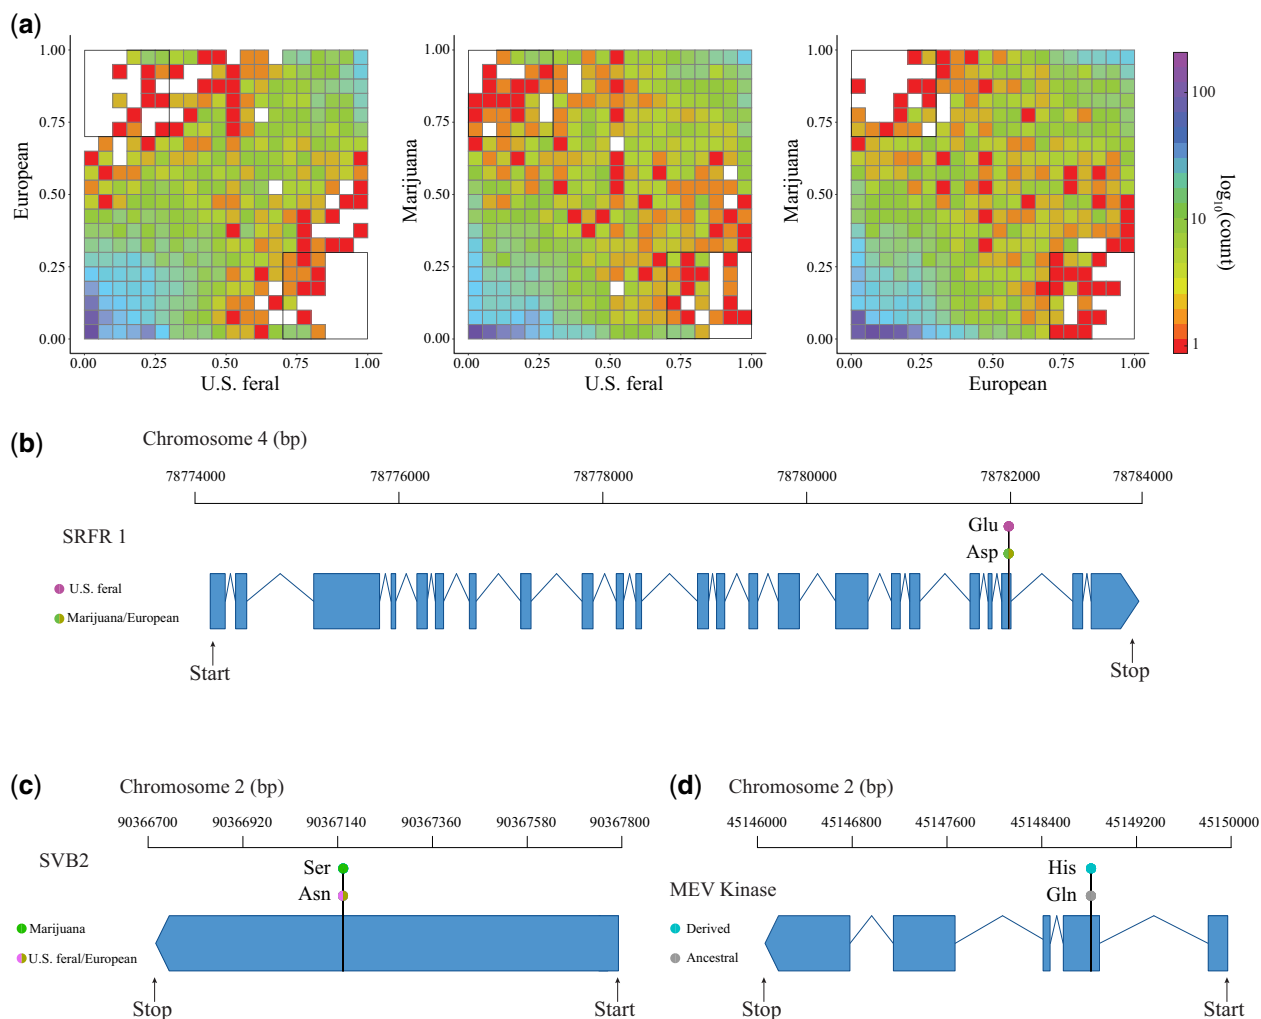 (a)
1.00
0.75
0.50
0.25
0.00
European
0.00 0.25 0.50 0.75 1.00
U.S. feral
1.00
0.75
0.50
0.25
0.00
Marijuana
0.00 0.25 0.50 0.75 1.00
U.S. feral
1.00
0.75
0.50
0.25
0.00
Marijuana
0.00 0.25 0.50 0.75 1.00
European
100
10
1
log10(count)
(b)
Chromosome 4 (bp)
78774000 78776000 78778000 78780000 78782000 78784000
SRFR 1
Glu
Asp
U.S. feral
Marijuana/European
Start
Stop
(c)
Chromosome 2 (bp)
90366700 90366920 90367140 90367360 90367580 90367800
SVB2
Ser
Asn
Marijuana
U.S. feral/European
Stop
Start
(d)
Chromosome 2 (bp)
45146000 45146800 45147600 45148400 45149200 45150000
MEV Kinase
His
Gln
Derived
Ancestral
Stop
Start